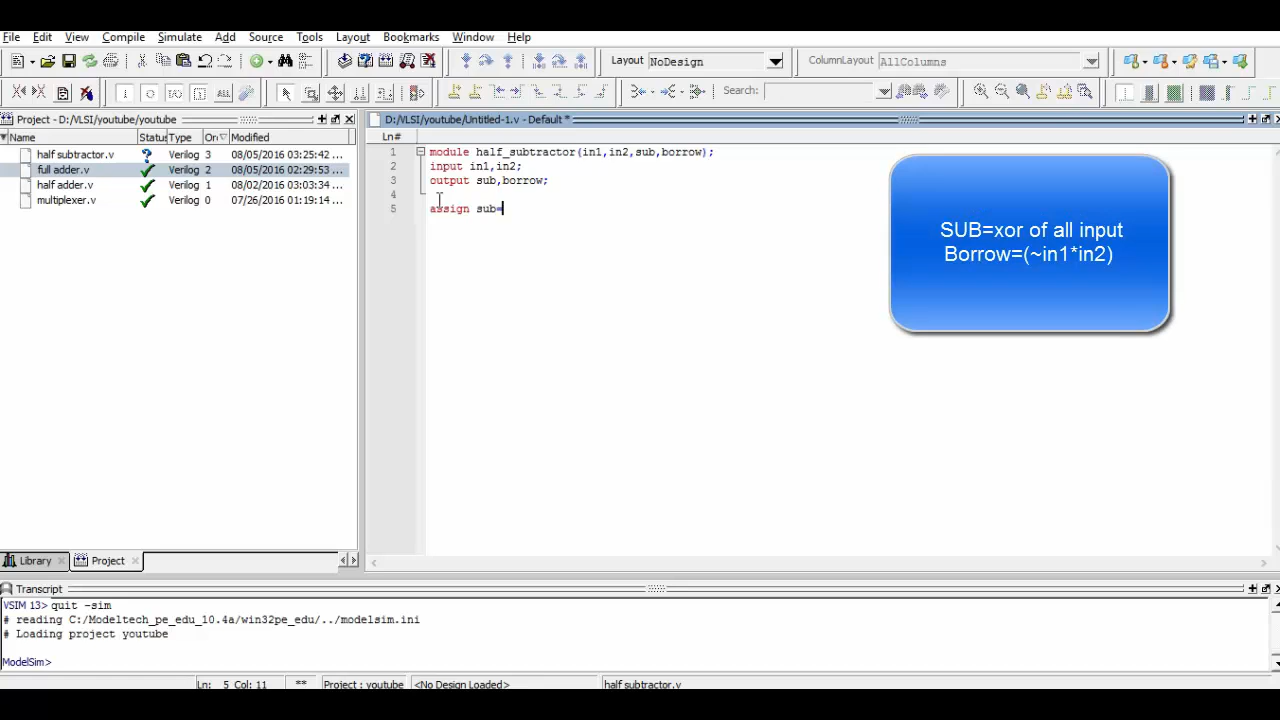 File Edit View Compile Simulate Add Source Tools Layout Bookmarks Window Help
Layout NoDesign ColumnLayout AllColumns
Search:
Project - D:/VLSI/youtube/youtube
Name Status Type Or Modified
half subtractor.v ? Verilog 3 08/05/2016 03:25:42 ...
full adder.v Verilog 2 08/05/2016 02:29:53 ...
half adder.v Verilog 1 08/02/2016 03:03:34 ...
multiplexer.v Verilog 0 07/26/2016 01:19:14 ...
Library Project
D:/VLSI/youtube/Untitled-1.v - Default *
Ln#
1 module half_subtractor(in1,in2,sub,borrow);
2 input in1,in2;
3 output sub,borrow;
4
5 assign sub=
SUB=xor of all input
Borrow=(~in1*in2)
Transcript
VSIM 13> quit -sim
# reading C:/Modeltech_pe_edu_10.4a/win32pe_edu/../modelsim.ini
# Loading project youtube
ModelSim>
Ln: 5 Col: 11 ** Project : youtube <No Design Loaded> half subtractor.v